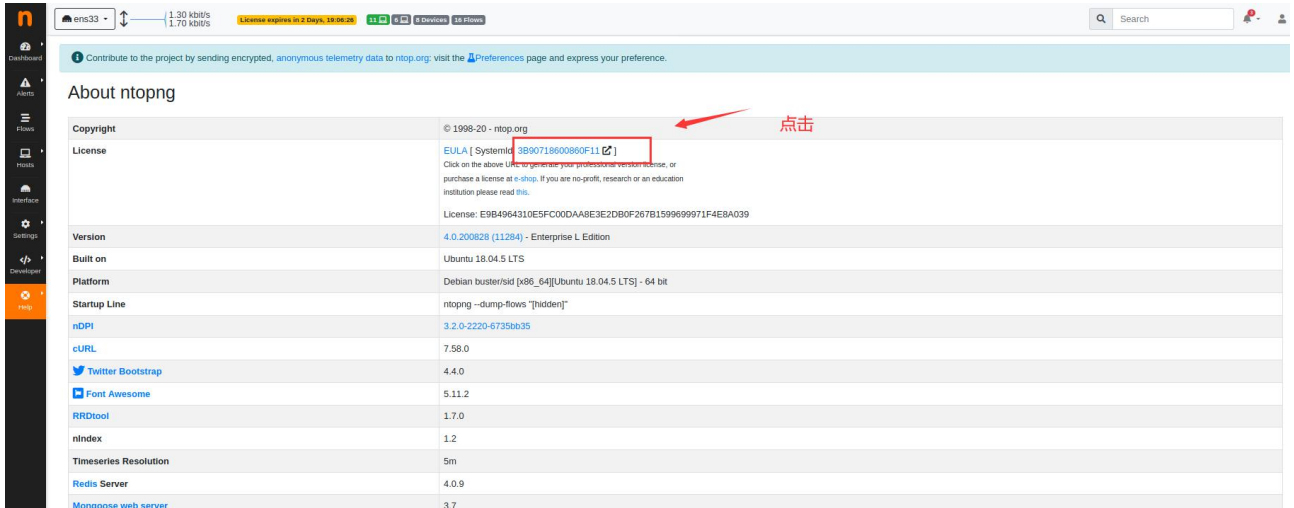 n ens33 1.30 kbit/s
1.70 kbit/s
License expires in 2 Days, 19:06:26 11 6 8 Devices 16 Flows Search
Dashboard
Contribute to the project by sending encrypted, anonymous telemetry data to ntop.org: visit the Preferences page and express your preference.
Alerts
About ntopng
Flows
点击
Copyright © 1998-20 - ntop.org
License EULA [ SystemId: 3B90718600860F11 ]
Click on the above URL to generate your professional version license, or
purchase a license at e-shop. If you are no-profit, research or an education
institution please read this.
License: E9B4964310E5FC00DAA8E3E2DB0F267B1599699971F4E8A039
Hosts
Interface
Settings
Developer
Help
Version 4.0.200828 (11284) - Enterprise L Edition
Built on Ubuntu 18.04.5 LTS
Platform Debian buster/sid [x86_64][Ubuntu 18.04.5 LTS] - 64 bit
Startup Line ntopng --dump-flows "[hidden]"
nDPI 3.2.0-2220-6735bb35
cURL 7.58.0
Twitter Bootstrap 4.4.0
Font Awesome 5.11.2
RRDtool 1.7.0
nIndex 1.2
Timeseries Resolution 5m
Redis Server 4.0.9
Mongoose web server 3.7